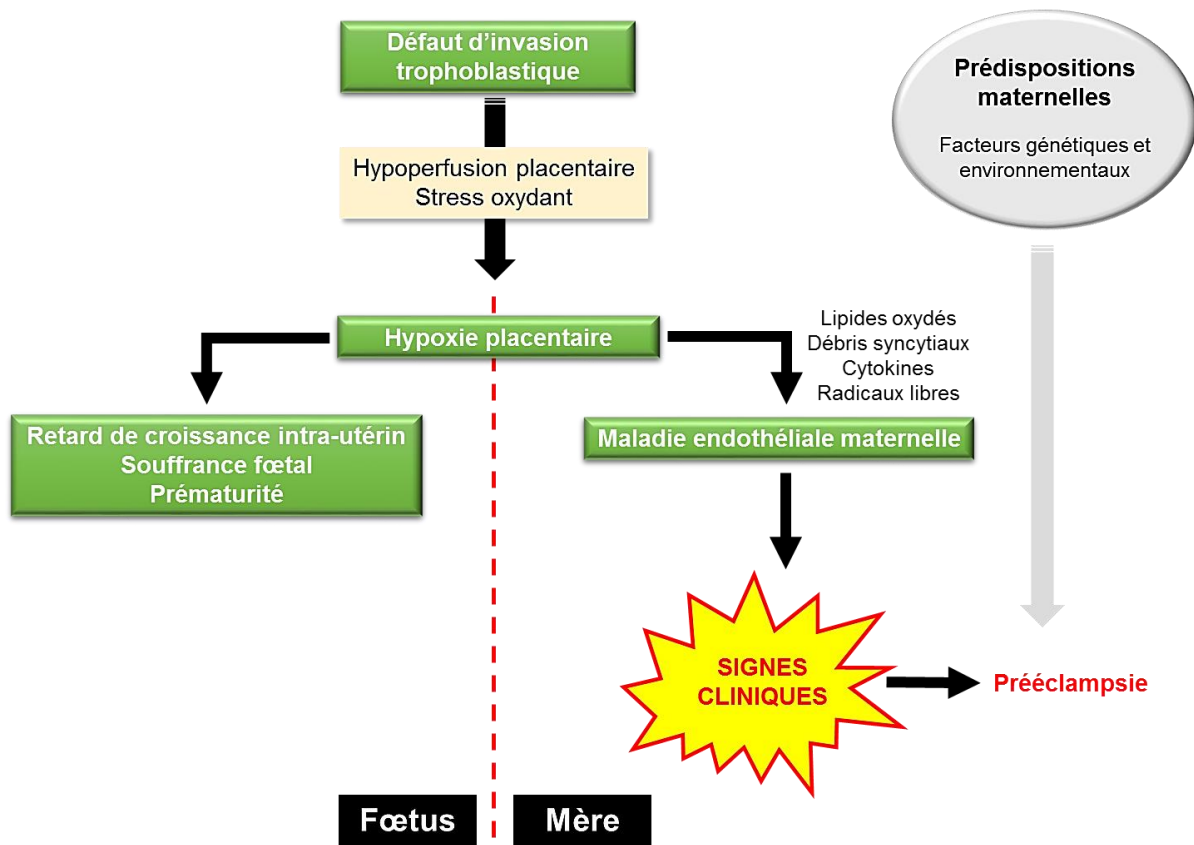 Défaut d’invasion
trophoblastique
Prédispositions
maternelles
Facteurs génétiques et
environnementaux
Hypoperfusion placentaire
Stress oxydant
Hypoxie placentaire
Lipides oxydés
Débris syncytiaux
Cytokines
Radicaux libres
Retard de croissance intra-utérin
Souffrance fœtal
Prématurité
Maladie endothéliale maternelle
SIGNES
CLINIQUES
Prééclampsie
Fœtus
Mère